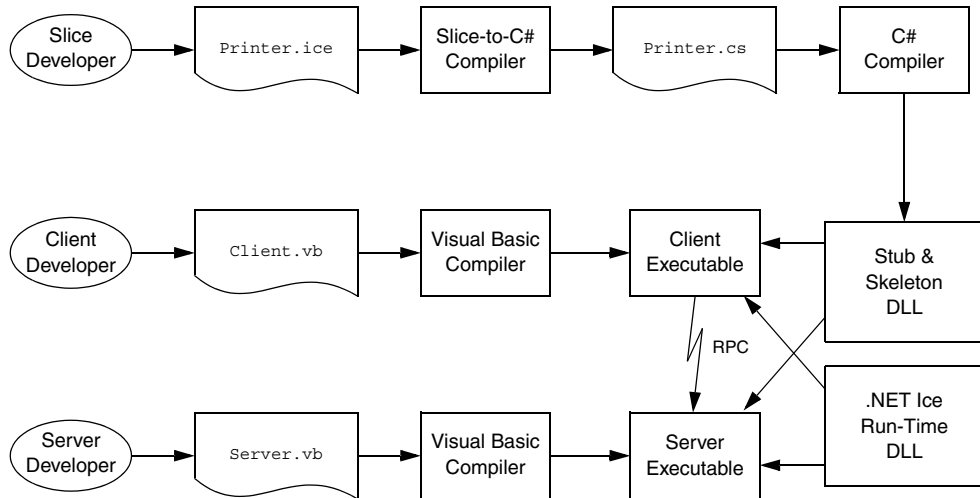 Slice
Developer
Printer.ice
Slice-to-C#
Compiler
Printer.cs
C#
Compiler
Client
Developer
Client.vb
Visual Basic
Compiler
Client
Executable
Stub &
Skeleton
DLL
RPC
Server
Developer
Server.vb
Visual Basic
Compiler
Server
Executable
.NET Ice
Run-Time
DLL